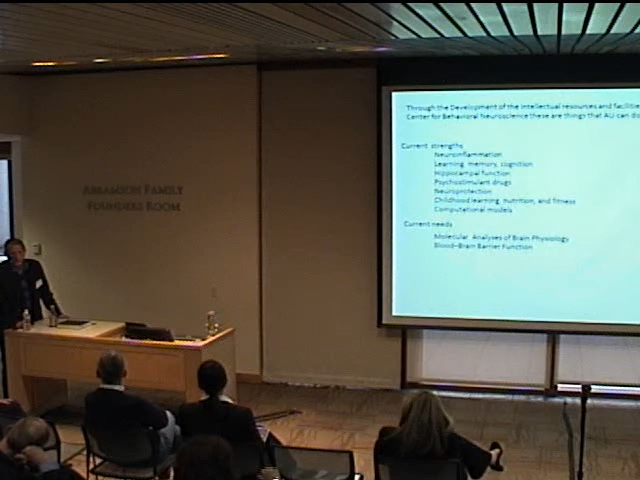 Through the Development of the intellectual resources and facilities
Center for Behavioral Neuroscience these are things that AU can do
Current strengths
Neuroinflammation
Learning, memory, cognition
Hippocampal function
Psychostimulant drugs
Neuroprotection
Childhood learning, nutrition, and fitness
Computational models
Current needs
Molecular Analyses of Brain Physiology
Blood-Brain Barrier Function
ABRAMSON FAMILY
FOUNDERS ROOM